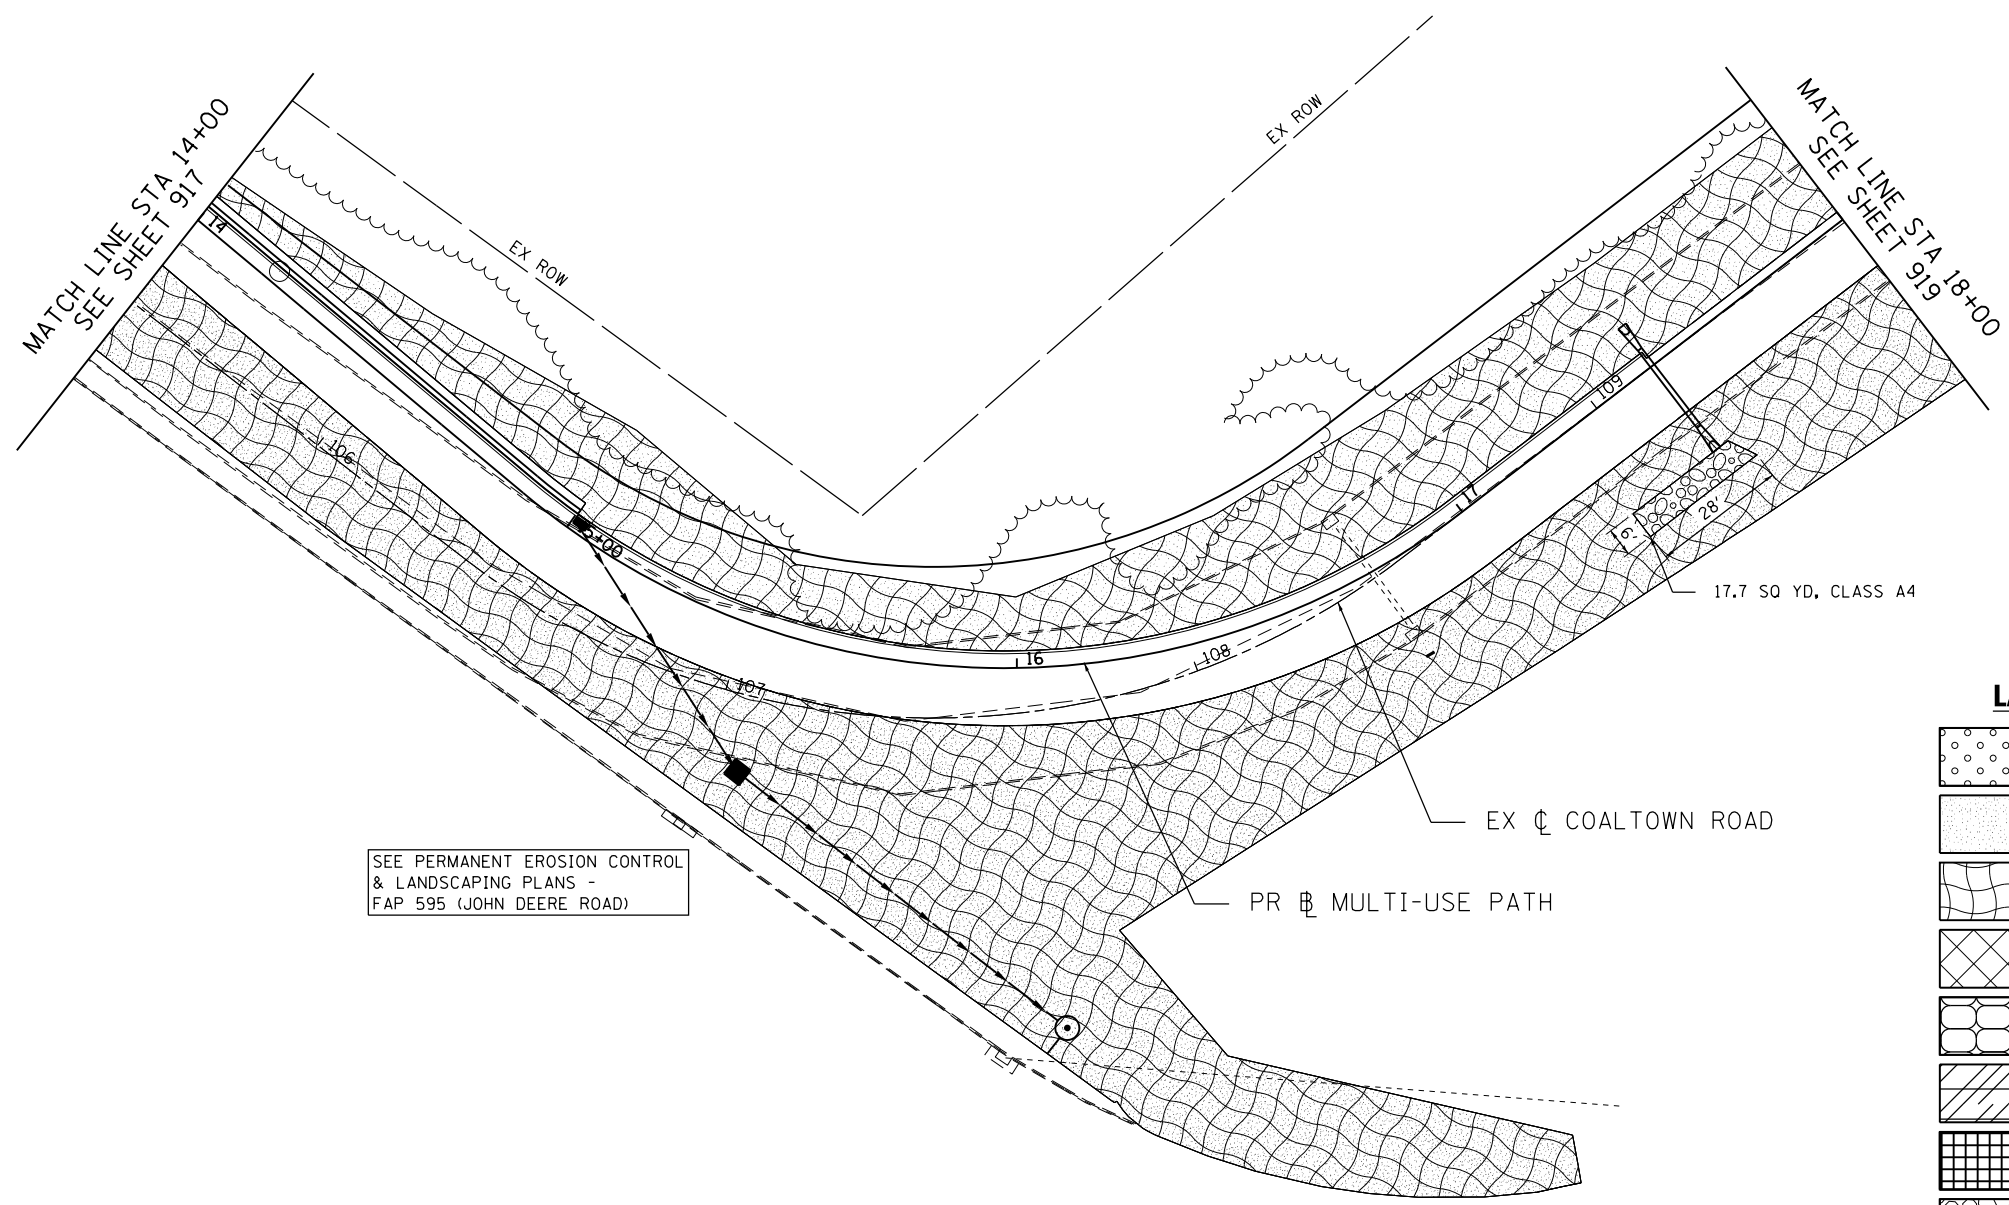 MATCH LINE STA 14+00
SEE SHEET 917
EX ROW
EX ROW
MATCH LINE STA 18+00
SEE SHEET 919
14
106
107
16
108
17
109
28'
6'
17.7 SQ YD, CLASS A4
EX ℄ COALTOWN ROAD
PR BL MULTI-USE PATH
SEE PERMANENT EROSION CONTROL
& LANDSCAPING PLANS -
FAP 595 (JOHN DEERE ROAD)